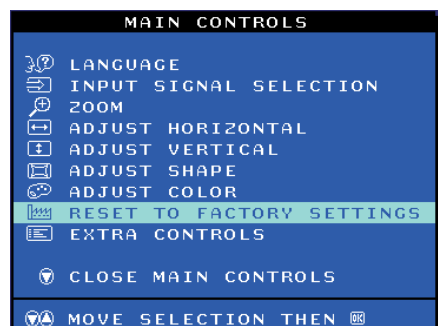 MAIN CONTROLS
LANGUAGE
INPUT SIGNAL SELECTION
ZOOM
ADJUST HORIZONTAL
ADJUST VERTICAL
ADJUST SHAPE
ADJUST COLOR
RESET TO FACTORY SETTINGS
EXTRA CONTROLS
CLOSE MAIN CONTROLS
MOVE SELECTION THEN OK